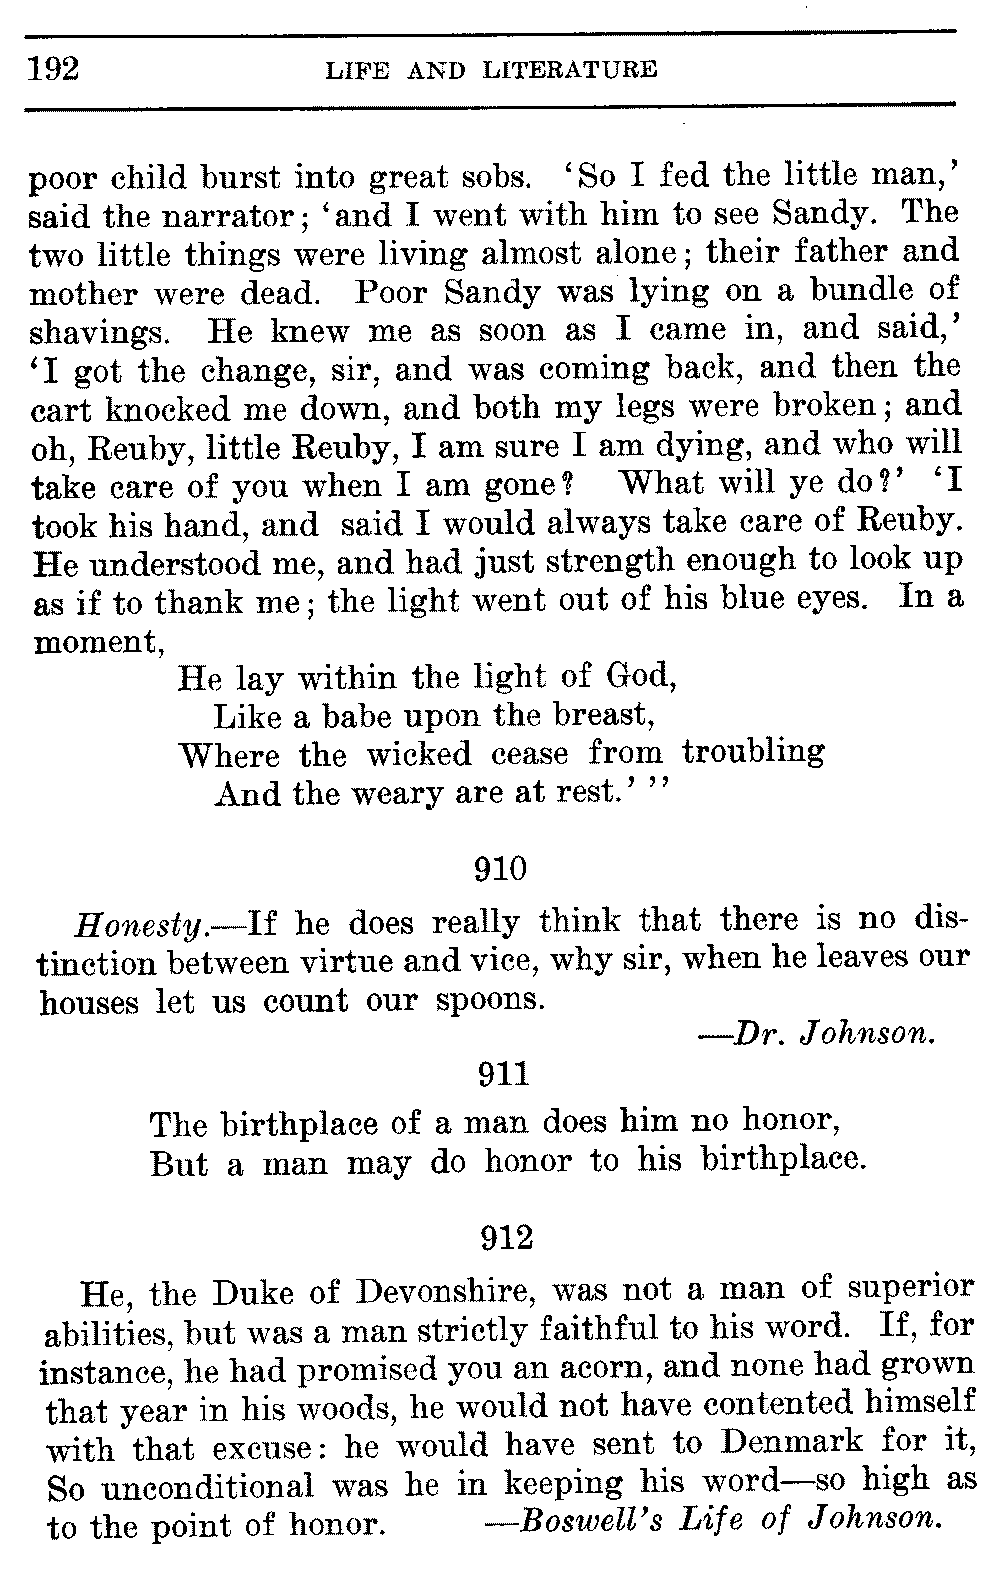 192 LIFE AND LITERATURE
poor child burst into great sobs. ‘So I fed the little man,’
said the narrator; ‘and I went with him to see Sandy. The
two little things were living almost alone; their father and
mother were dead. Poor Sandy was lying on a bundle of
shavings. He knew me as soon as I came in, and said,’
‘I got the change, sir, and was coming back, and then the
cart knocked me down, and both my legs were broken; and
oh, Reuby, little Reuby, I am sure I am dying, and who will
take care of you when I am gone? What will ye do?’ ‘I
took his hand, and said I would always take care of Reuby.
He understood me, and had just strength enough to look up
as if to thank me; the light went out of his blue eyes. In a
moment,
He lay within the light of God,
Like a babe upon the breast,
Where the wicked cease from troubling
And the weary are at rest.’ ”
910
Honesty.—If he does really think that there is no dis-
tinction between virtue and vice, why sir, when he leaves our
houses let us count our spoons.
—Dr. Johnson.
911
The birthplace of a man does him no honor,
But a man may do honor to his birthplace.
912
He, the Duke of Devonshire, was not a man of superior
abilities, but was a man strictly faithful to his word. If, for
instance, he had promised you an acorn, and none had grown
that year in his woods, he would not have contented himself
with that excuse: he would have sent to Denmark for it,
So unconditional was he in keeping his word—so high as
to the point of honor. —Boswell’s Life of Johnson.